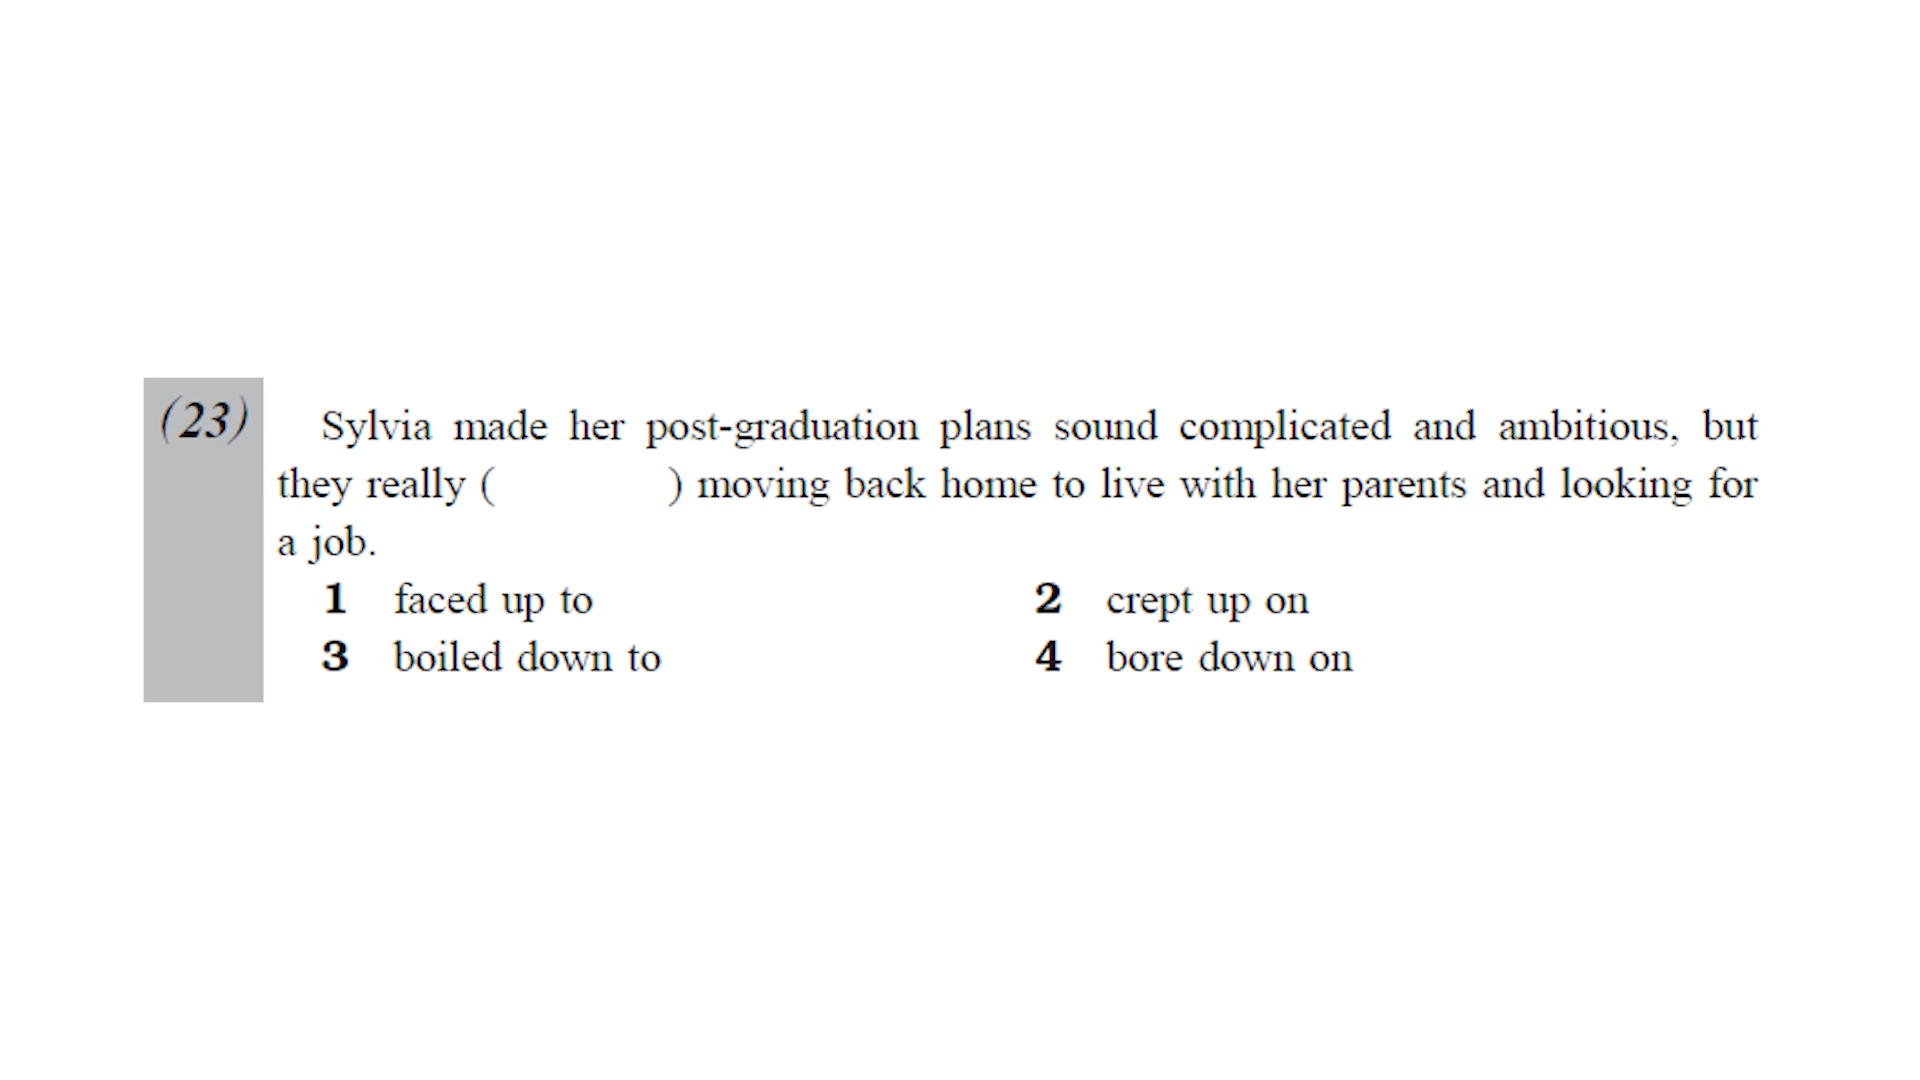 (23) Sylvia made her post-graduation plans sound complicated and ambitious, but
they really ( ) moving back home to live with her parents and looking for
a job.
1 faced up to 2 crept up on
3 boiled down to 4 bore down on